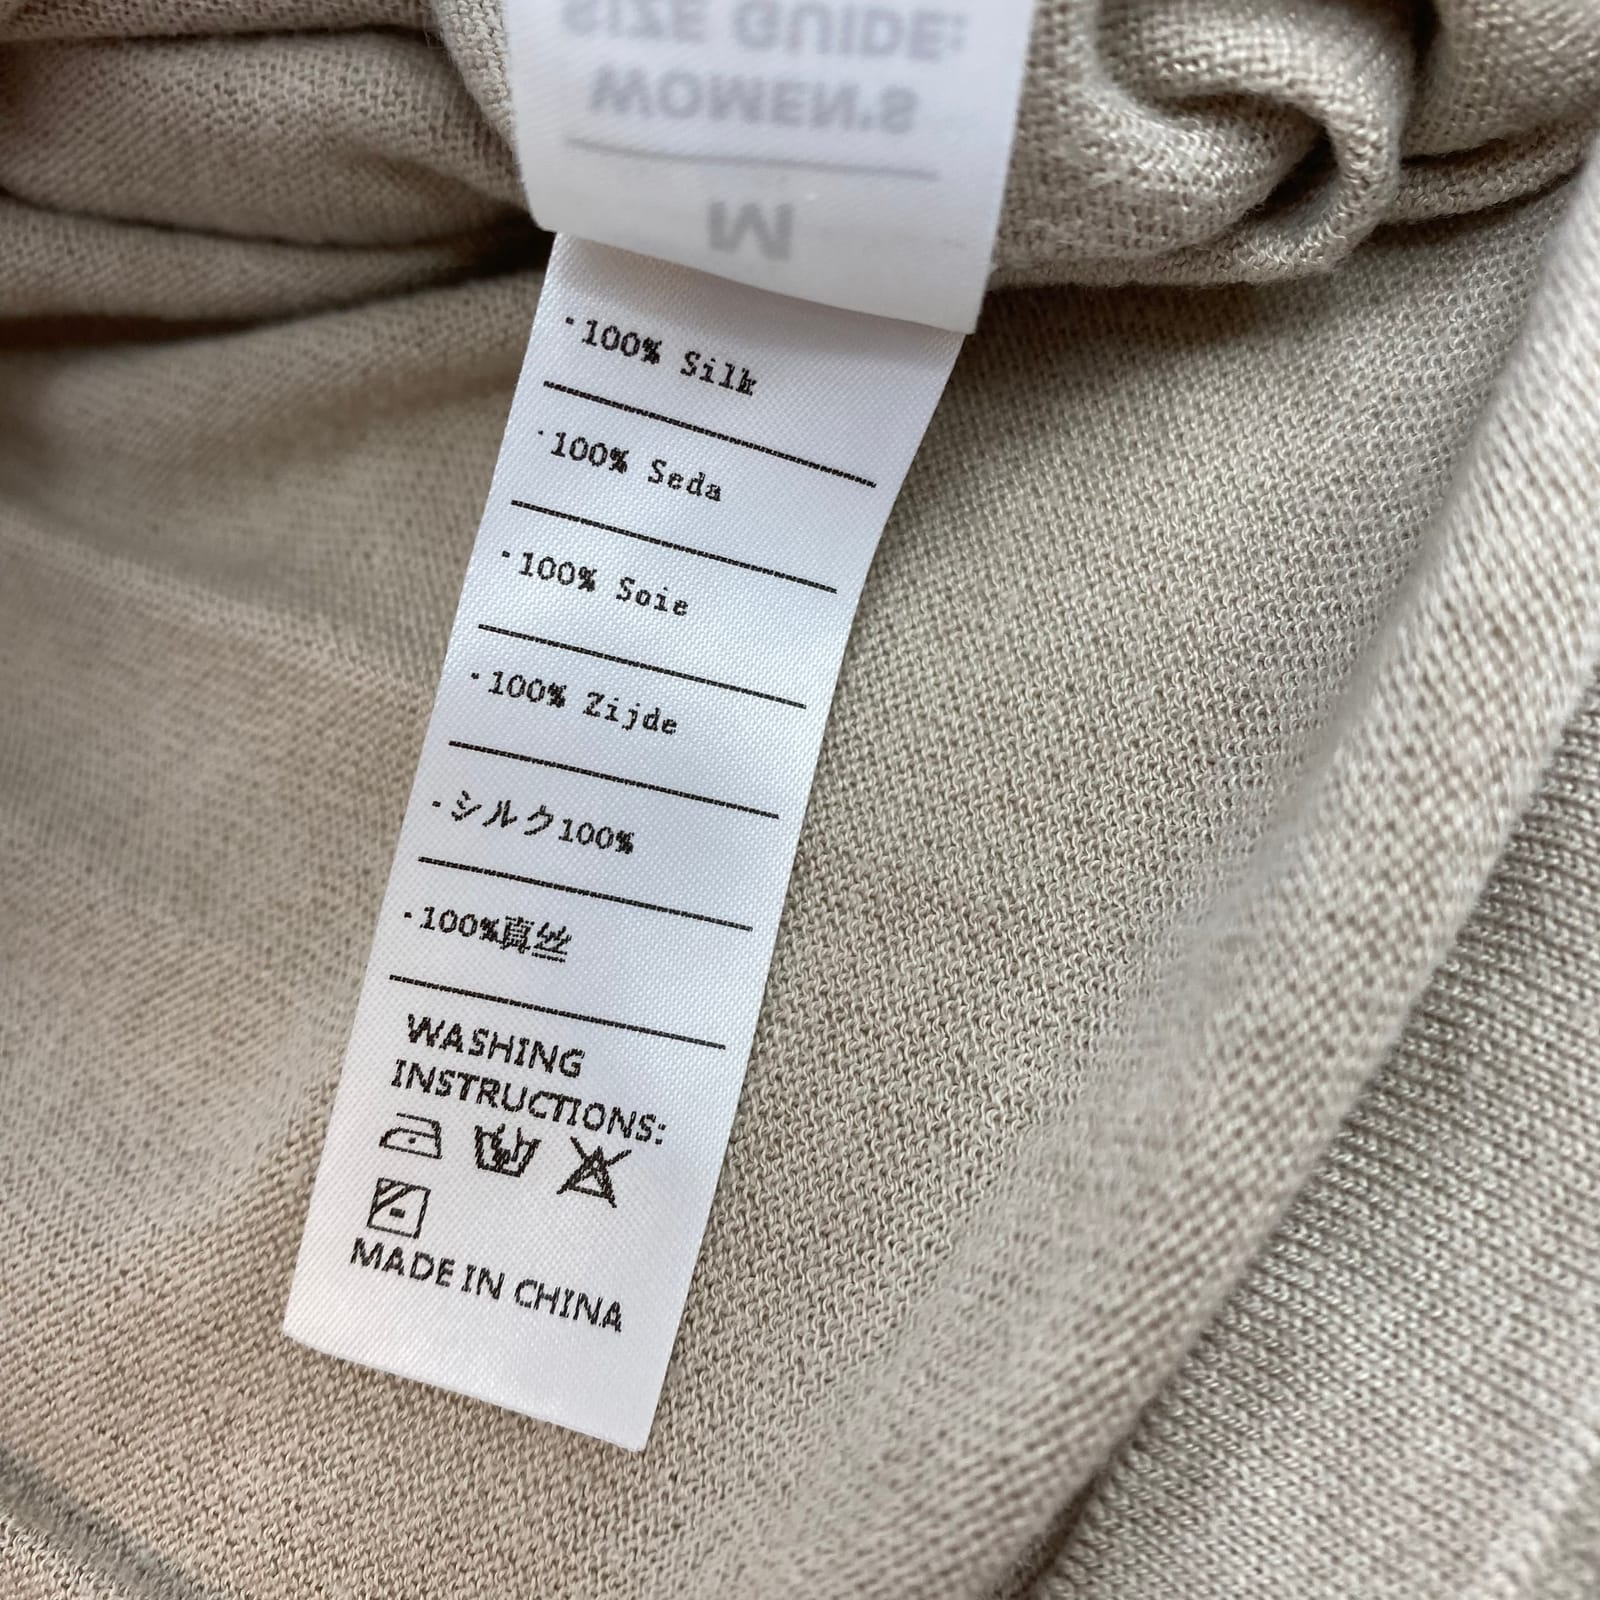 SIZE GUIDE:
WOMEN'S
M
·100% Silk
·100% Seda
·100% Soie
·100% Zijde
·シルク100%
·100%真丝
WASHING
INSTRUCTIONS:
MADE IN CHINA